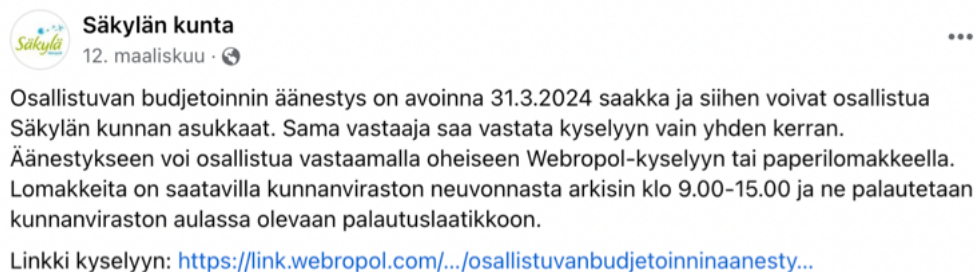 Säkylä
Säkylän kunta
12. maaliskuu ·
Osallistuvan budjetoinnin äänestys on avoinna 31.3.2024 saakka ja siihen voivat osallistua
Säkylän kunnan asukkaat. Sama vastaaja saa vastata kyselyyn vain yhden kerran.
Äänestykseen voi osallistua vastaamalla oheiseen Webropol-kyselyyn tai paperilomakkeella.
Lomakkeita on saatavilla kunnanviraston neuvonnasta arkisin klo 9.00-15.00 ja ne palautetaan
kunnanviraston aulassa olevaan palautuslaatikkoon.
Linkki kyselyyn: https://link.webropol.com/.../osallistuvanbudjetoinninaanesty...